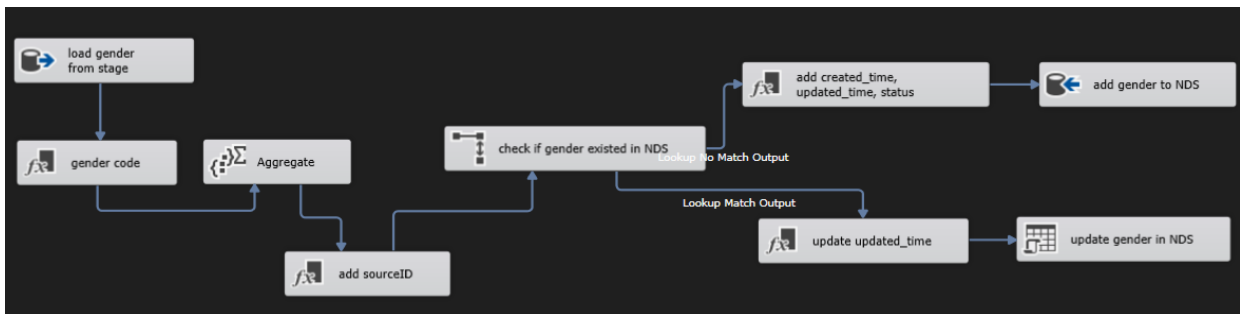 load gender
from stage
gender code
Aggregate
add sourceID
check if gender existed in NDS
Lookup No Match Output
Lookup Match Output
add created_time,
updated_time, status
add gender to NDS
update updated_time
update gender in NDS